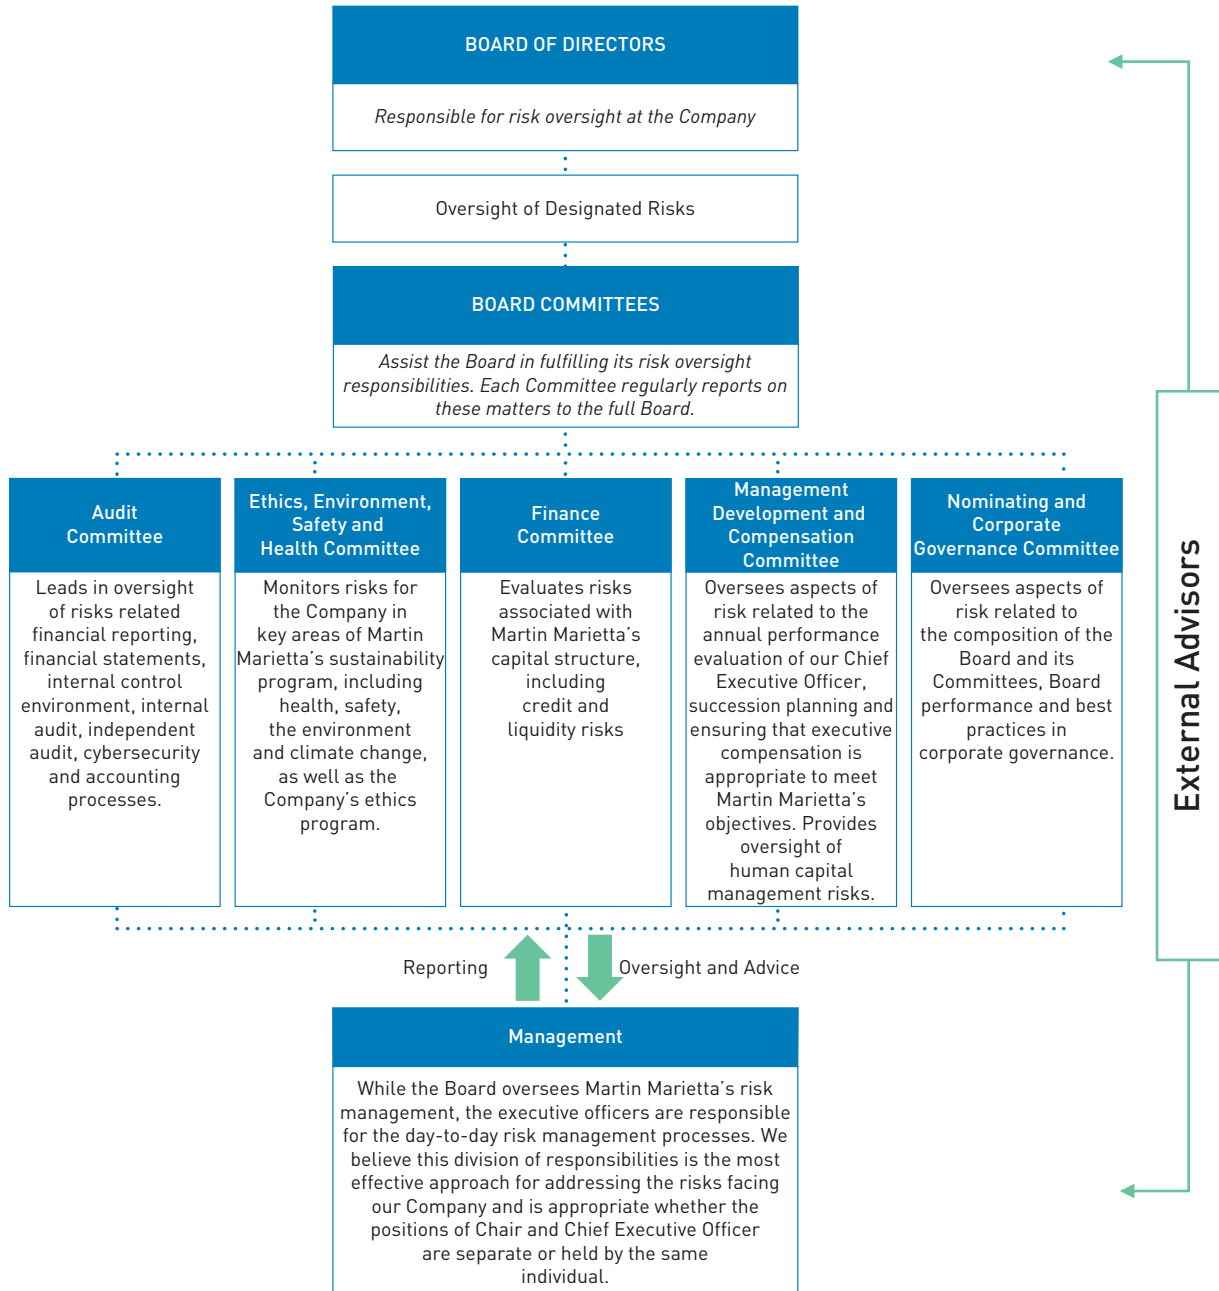 BOARD OF DIRECTORS
Responsible for risk oversight at the Company
Oversight of Designated Risks
BOARD COMMITTEES
Assist the Board in fulfilling its risk oversight
responsibilities. Each Committee regularly reports on
these matters to the full Board.
Audit
Committee
Leads in oversight
of risks related
financial reporting,
financial statements,
internal control
environment, internal
audit, independent
audit, cybersecurity
and accounting
processes.
Ethics, Environment,
Safety and
Health Committee
Monitors risks for
the Company in
key areas of Martin
Marietta’s sustainability
program, including
health, safety,
the environment
and climate change,
as well as the
Company’s ethics
program.
Finance
Committee
Evaluates risks
associated with
Martin Marietta’s
capital structure,
including
credit and
liquidity risks
Management
Development and
Compensation
Committee
Oversees aspects of
risk related to the
annual performance
evaluation of our Chief
Executive Officer,
succession planning and
ensuring that executive
compensation is
appropriate to meet
Martin Marietta’s
objectives. Provides
oversight of
human capital
management risks.
Nominating and
Corporate
Governance Committee
Oversees aspects of
risk related to
the composition of the
Board and its
Committees, Board
performance and best
practices in
corporate governance.
External Advisors
Reporting
Oversight and Advice
Management
While the Board oversees Martin Marietta’s risk
management, the executive officers are responsible
for the day-to-day risk management processes. We
believe this division of responsibilities is the most
effective approach for addressing the risks facing
our Company and is appropriate whether the
positions of Chair and Chief Executive Officer
are separate or held by the same
individual.